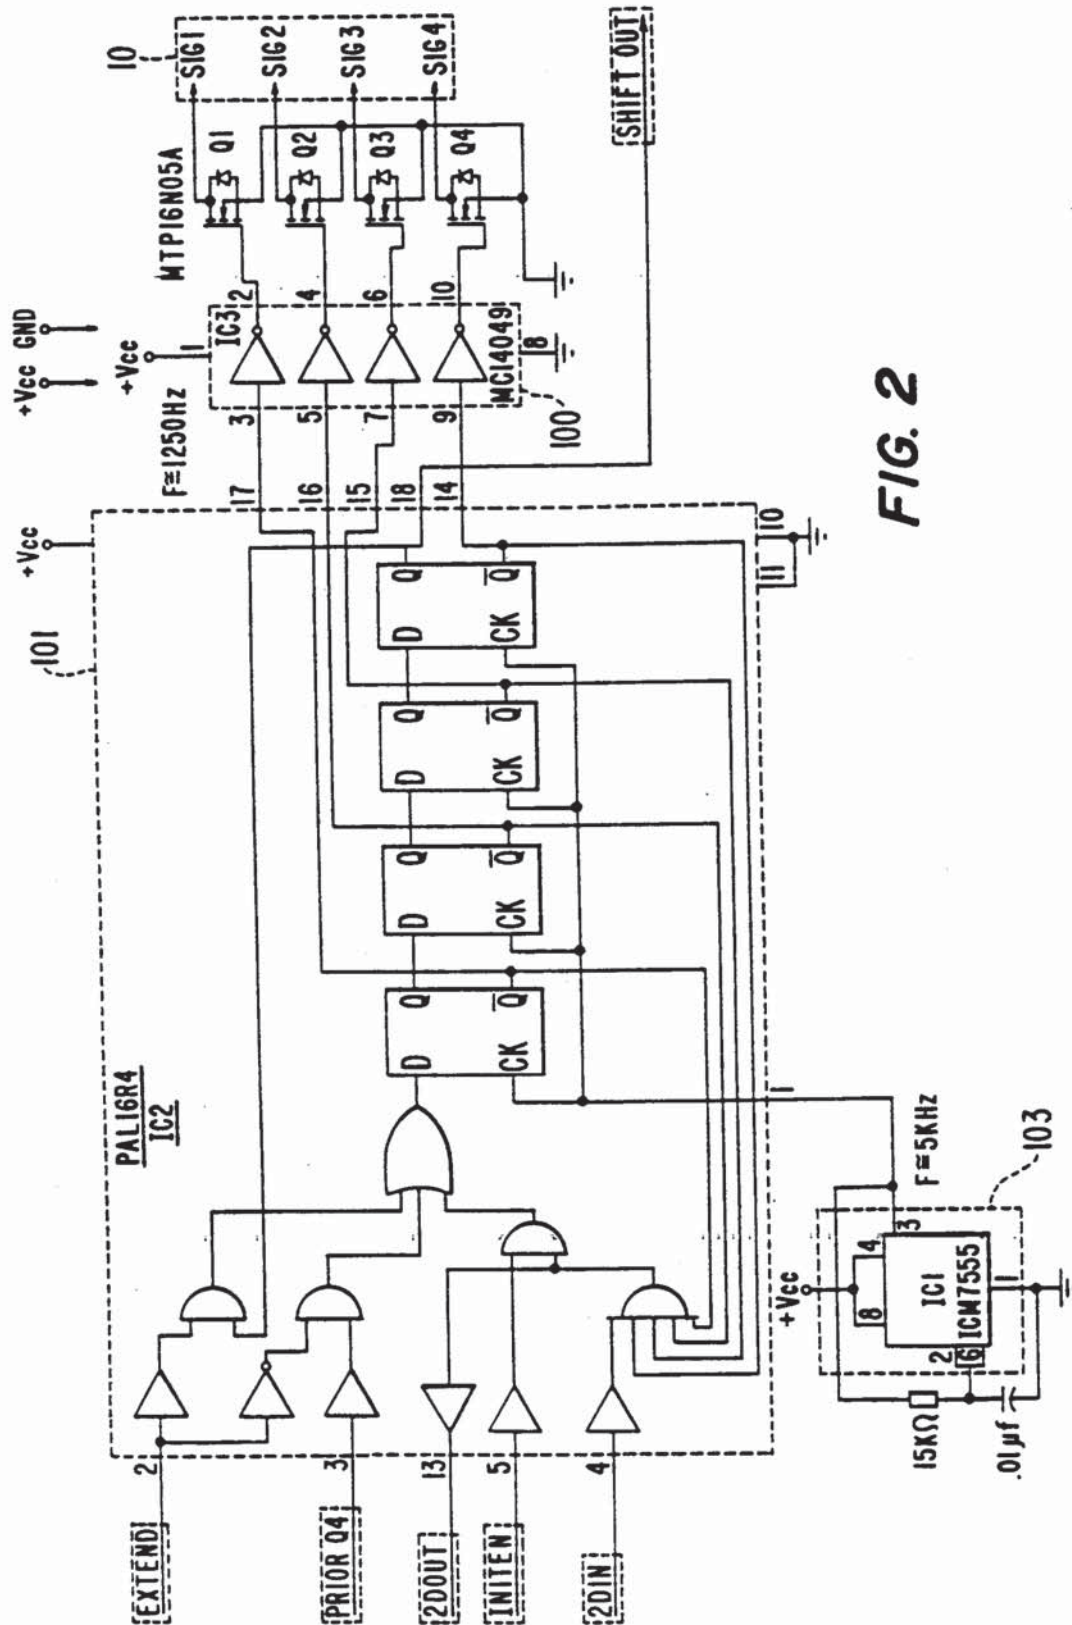 EXTEND
PRIOR Q4
2DOUT
INITEN
2DIN
2
3
13
5
4
PAL16R4
IC2
101
+Vcc
D
Q
CK
Q
D
Q
CK
Q
D
Q
CK
Q
D
Q
CK
Q
17
16
15
18
14
11
10
1
F≅5KHz
103
+Vcc
8
4
3
IC1
ICM7555
2
6
1
15KΩ
.01µf
F≅1250Hz
+Vcc
GND
+Vcc
1
IC3
3
2
5
4
7
6
9
10
MC14049
8
100
MTP16N05A
Q1
Q2
Q3
Q4
10
SIG1
SIG2
SIG3
SIG4
SHIFT OUT
FIG. 2